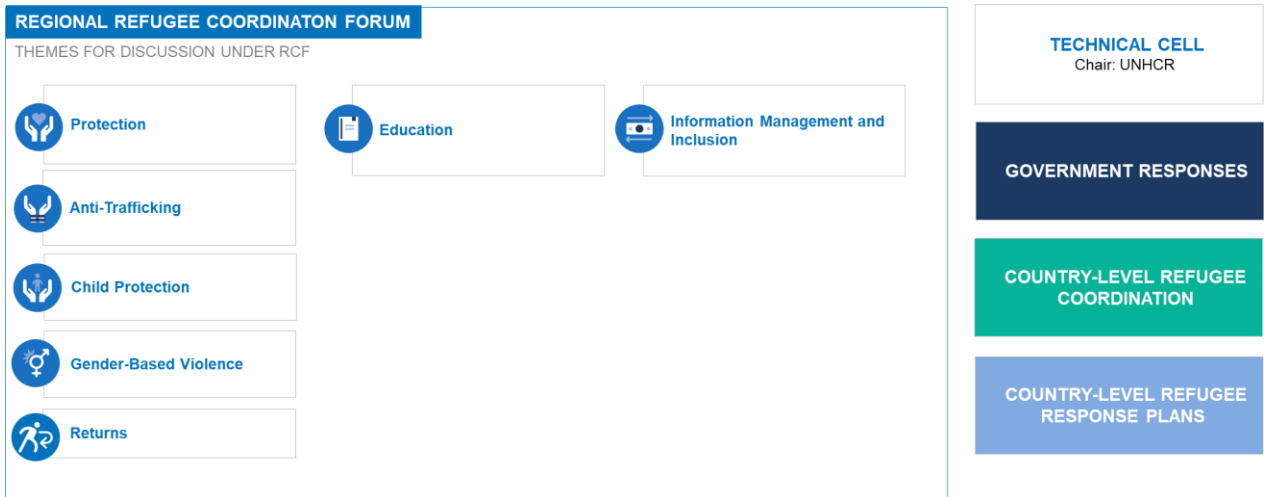 REGIONAL REFUGEE COORDINATON FORUM
THEMES FOR DISCUSSION UNDER RCF
Protection
Anti-Trafficking
Child Protection
Gender-Based Violence
Returns
Education
Information Management and
Inclusion
TECHNICAL CELL
Chair: UNHCR
GOVERNMENT RESPONSES
COUNTRY-LEVEL REFUGEE
COORDINATION
COUNTRY-LEVEL REFUGEE
RESPONSE PLANS